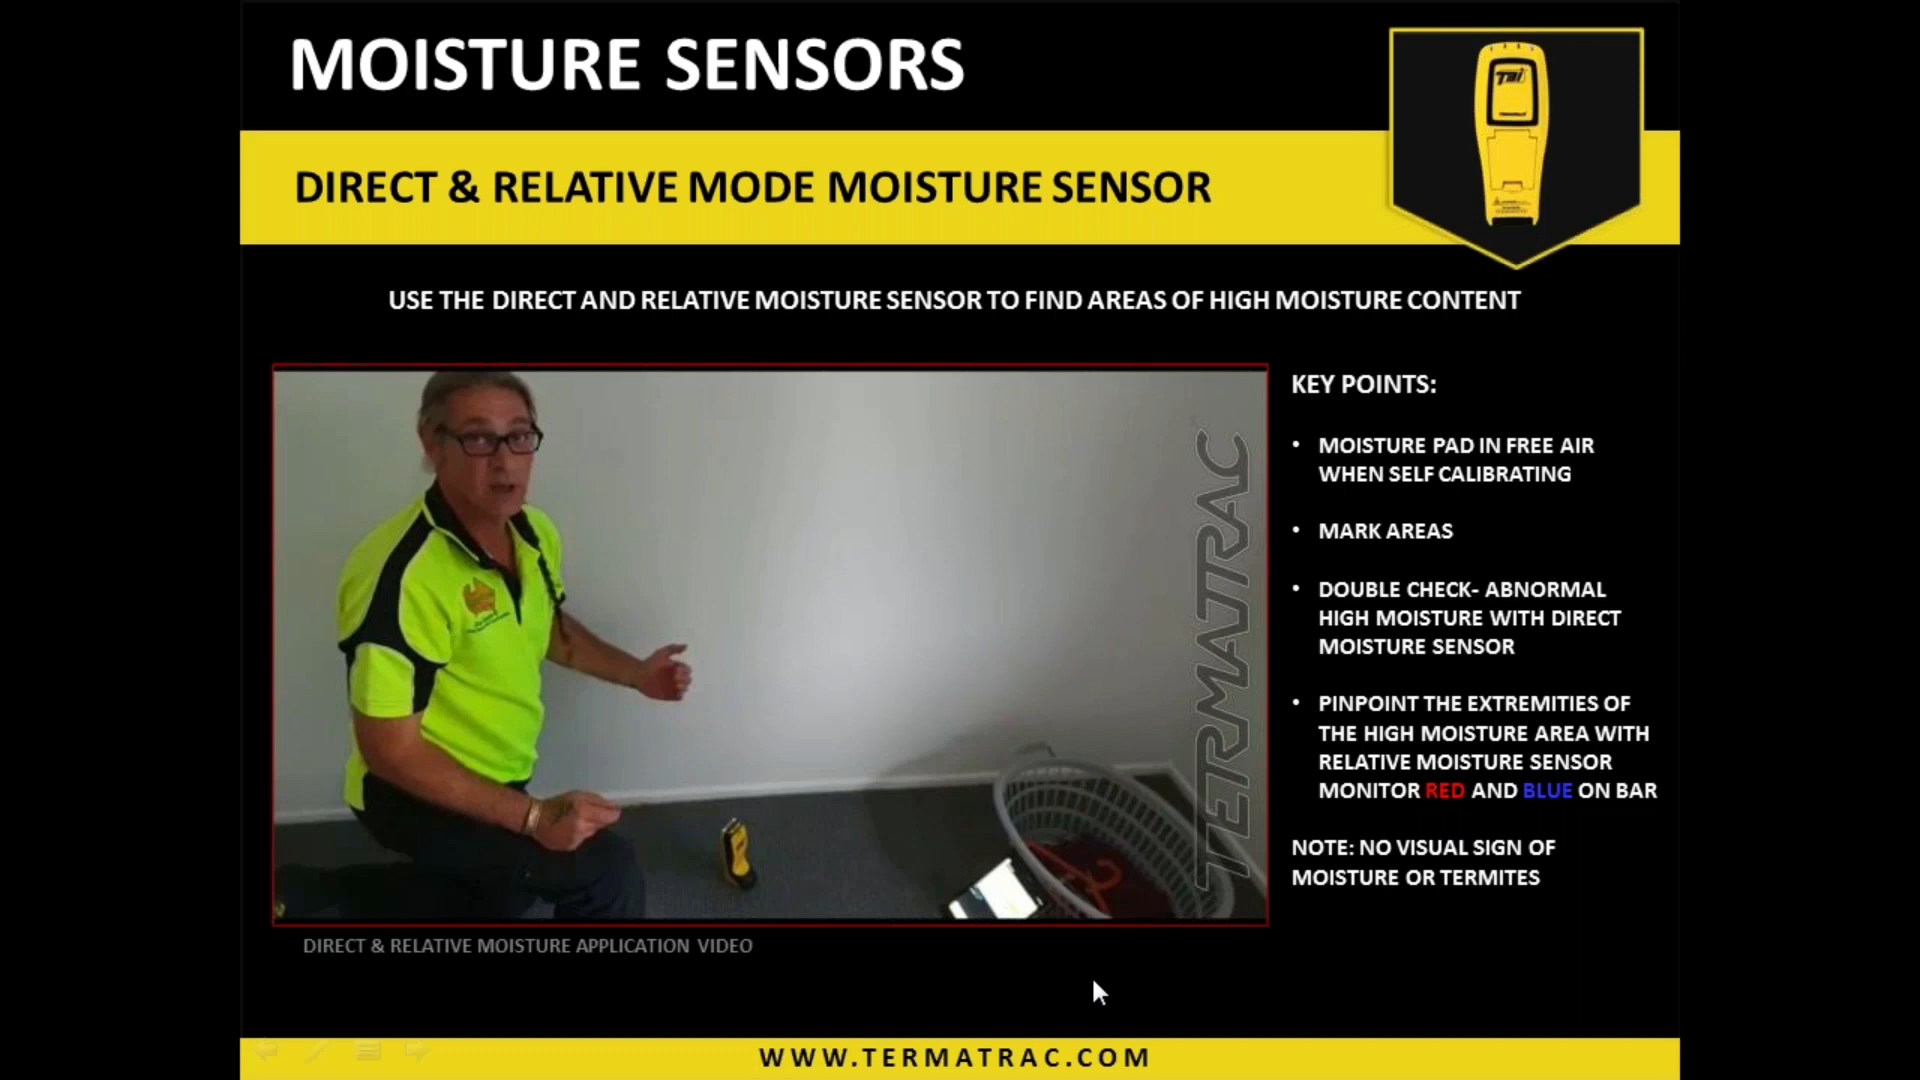 MOISTURE SENSORS
DIRECT & RELATIVE MODE MOISTURE SENSOR
T3i
USE THE DIRECT AND RELATIVE MOISTURE SENSOR TO FIND AREAS OF HIGH MOISTURE CONTENT
TERMATRAC
KEY POINTS:
• MOISTURE PAD IN FREE AIR
WHEN SELF CALIBRATING
• MARK AREAS
• DOUBLE CHECK- ABNORMAL
HIGH MOISTURE WITH DIRECT
MOISTURE SENSOR
• PINPOINT THE EXTREMITIES OF
THE HIGH MOISTURE AREA WITH
RELATIVE MOISTURE SENSOR
MONITOR RED AND BLUE ON BAR
NOTE: NO VISUAL SIGN OF
MOISTURE OR TERMITES
DIRECT & RELATIVE MOISTURE APPLICATION VIDEO
WWW.TERMATRAC.COM